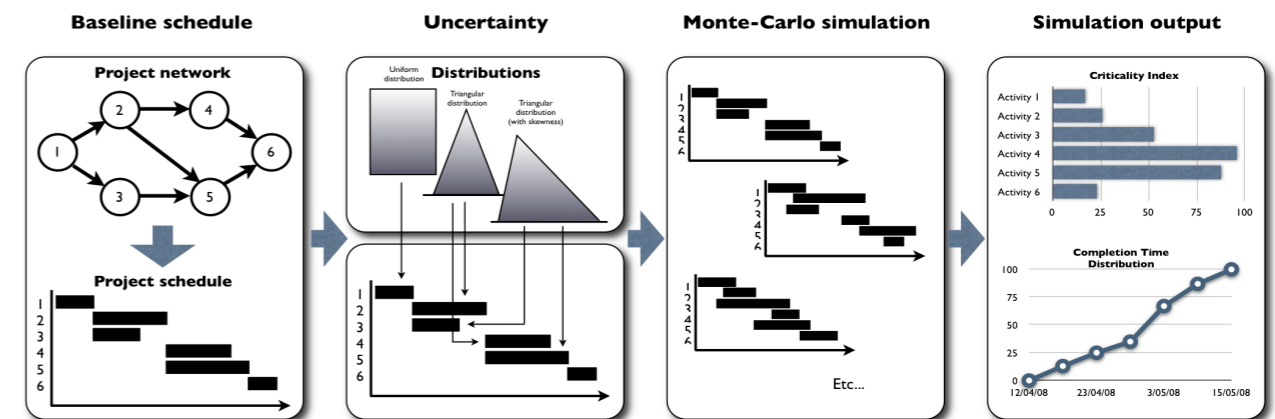 Baseline schedule
Uncertainty
Monte-Carlo simulation
Simulation output
Project network
1
2
3
4
5
6
Project schedule
1
2
3
4
5
6
Uniform
distribution
Distributions
Triangular
distribution
Triangular
distribution
(with skewness)
1
2
3
4
5
6
Etc...
Criticality Index
Activity 1
Activity 2
Activity 3
Activity 4
Activity 5
Activity 6
0 25 50 75 100
Completion Time
Distribution
100
75
50
25
0
12/04/08 23/04/08 3/05/08 15/05/08